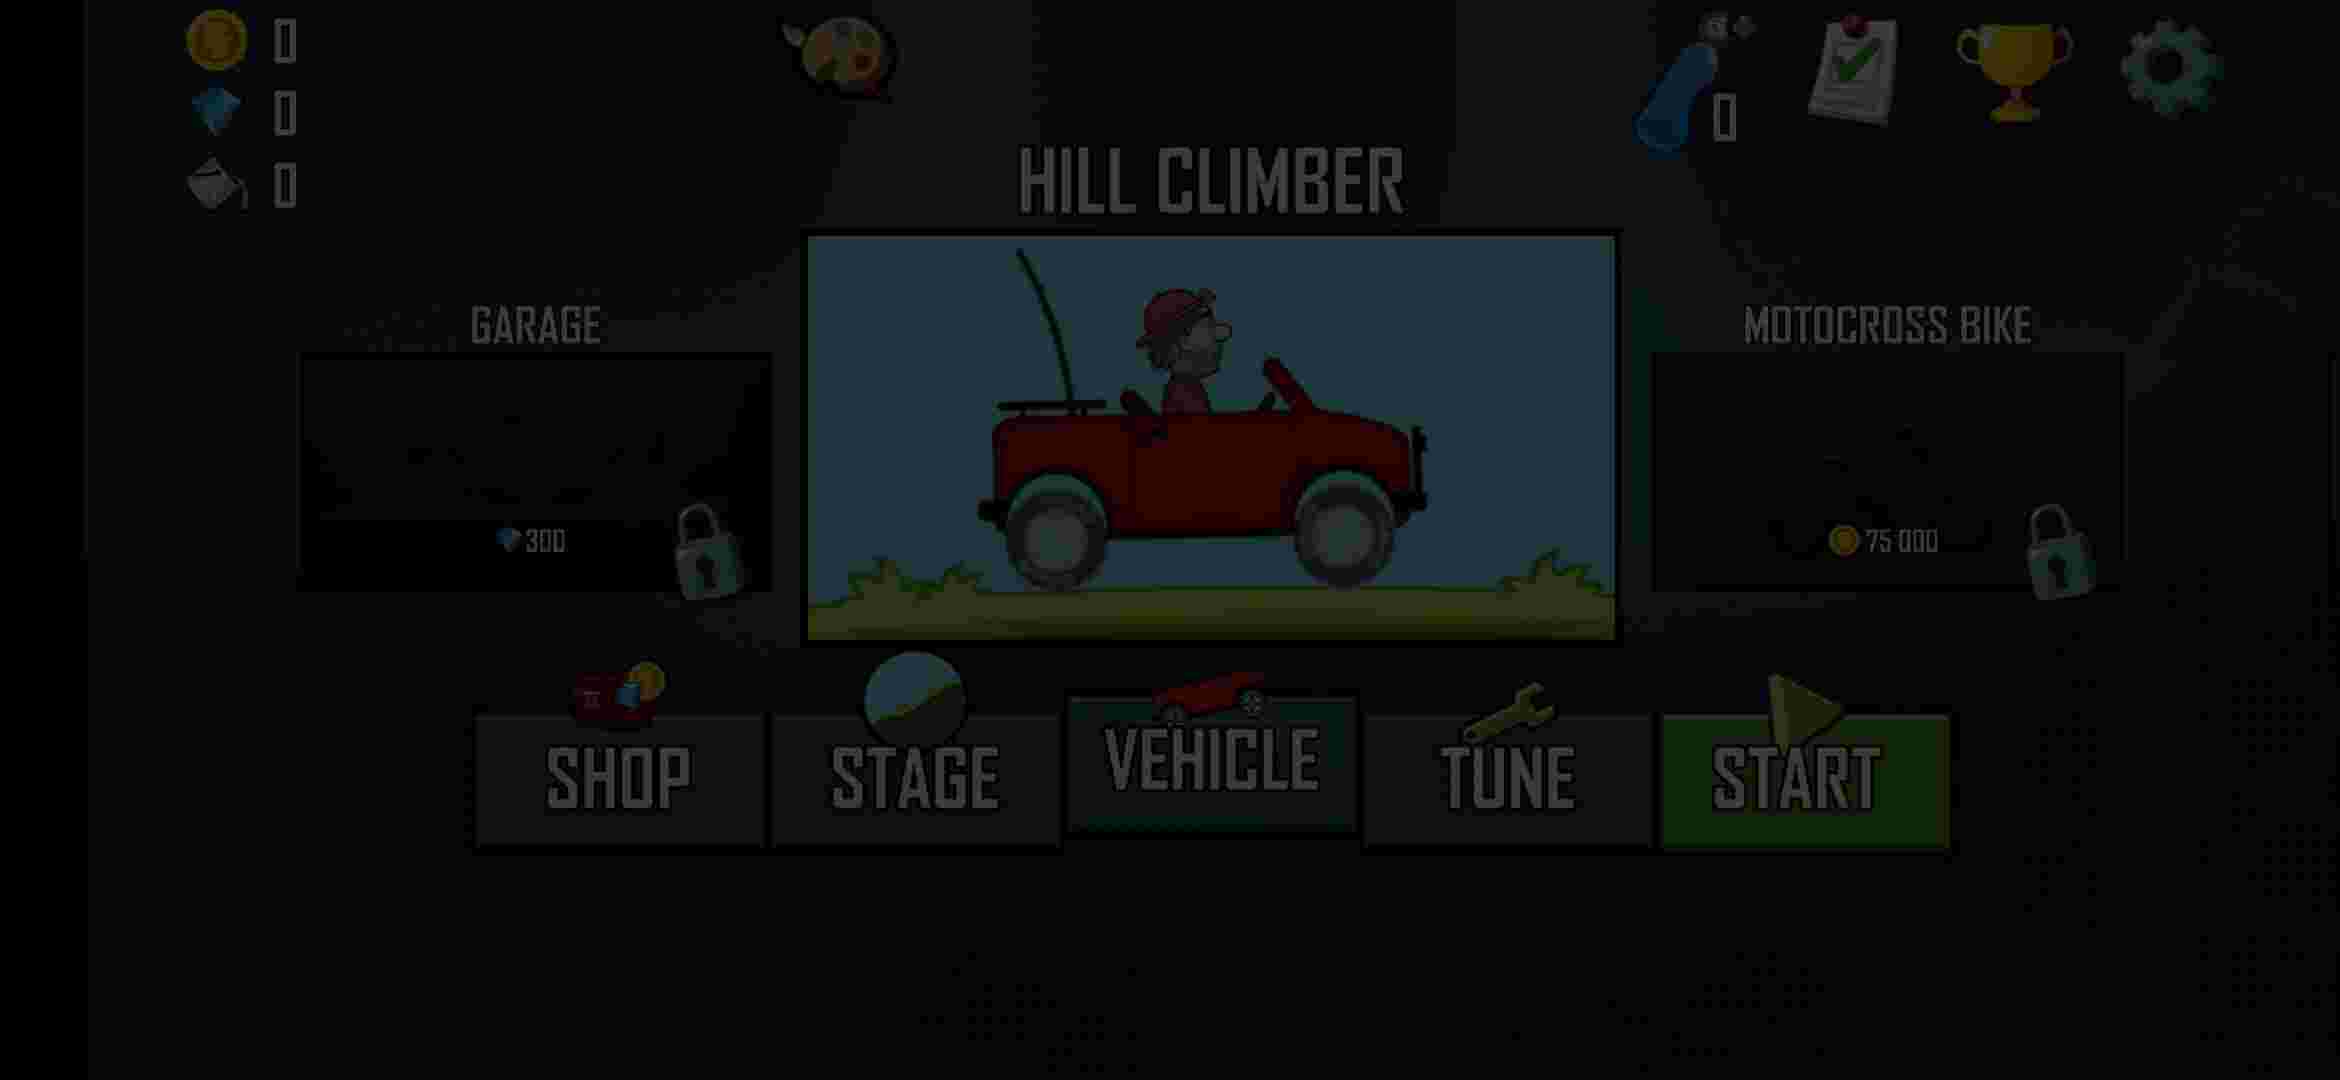 0
0
0
0
HILL CLIMBER
GARAGE
MOTOCROSS BIKE
300
75 000
SHOP
STAGE
VEHICLE
TUNE
START